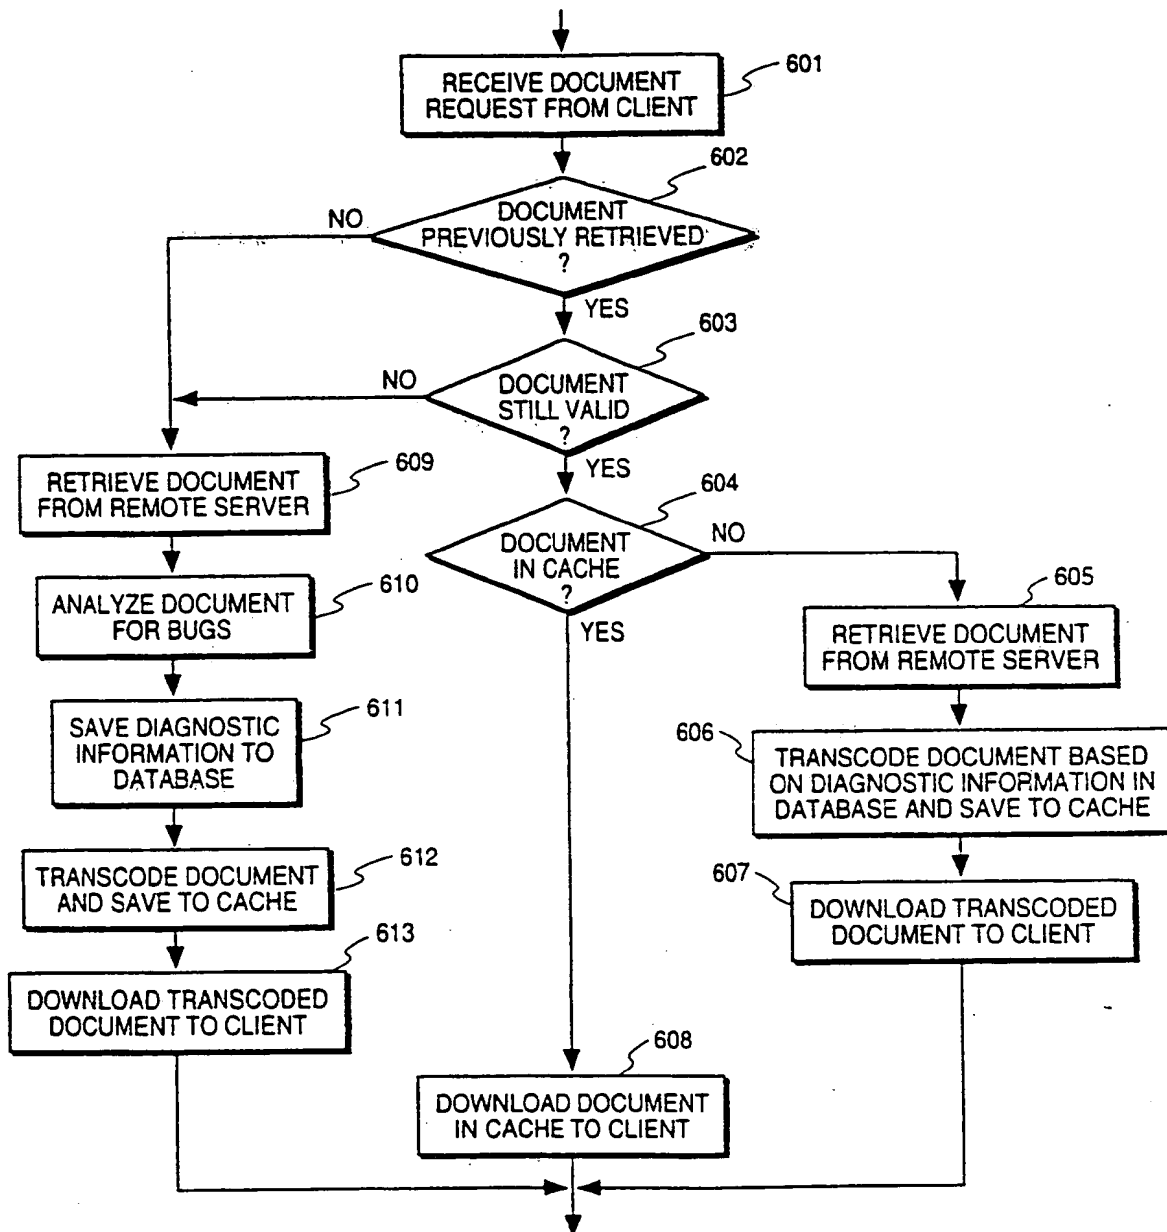 RECEIVE DOCUMENT
REQUEST FROM CLIENT
601
602
DOCUMENT
PREVIOUSLY RETRIEVED
?
NO
YES
603
DOCUMENT
STILL VALID
?
NO
YES
609
RETRIEVE DOCUMENT
FROM REMOTE SERVER
604
DOCUMENT
IN CACHE
?
NO
YES
610
ANALYZE DOCUMENT
FOR BUGS
605
RETRIEVE DOCUMENT
FROM REMOTE SERVER
611
SAVE DIAGNOSTIC
INFORMATION TO
DATABASE
606
TRANSCODE DOCUMENT BASED
ON DIAGNOSTIC INFORMATION IN
DATABASE AND SAVE TO CACHE
612
TRANSCODE DOCUMENT
AND SAVE TO CACHE
607
DOWNLOAD TRANSCODED
DOCUMENT TO CLIENT
613
DOWNLOAD TRANSCODED
DOCUMENT TO CLIENT
608
DOWNLOAD DOCUMENT
IN CACHE TO CLIENT